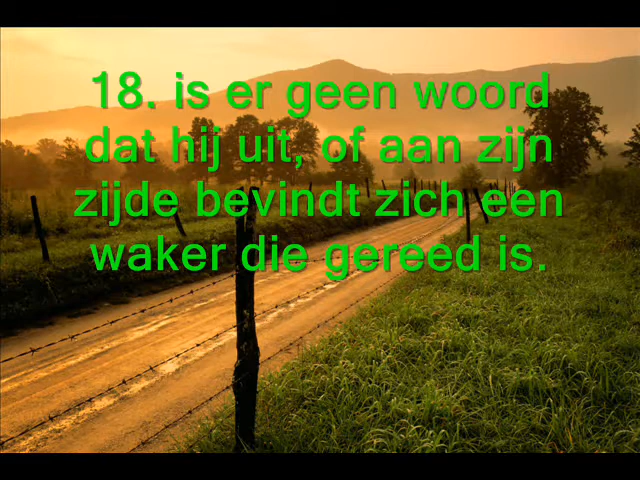 18. is er geen woord
dat hij uit, of aan zijn
zijde bevindt zich een
waker die gereed is.